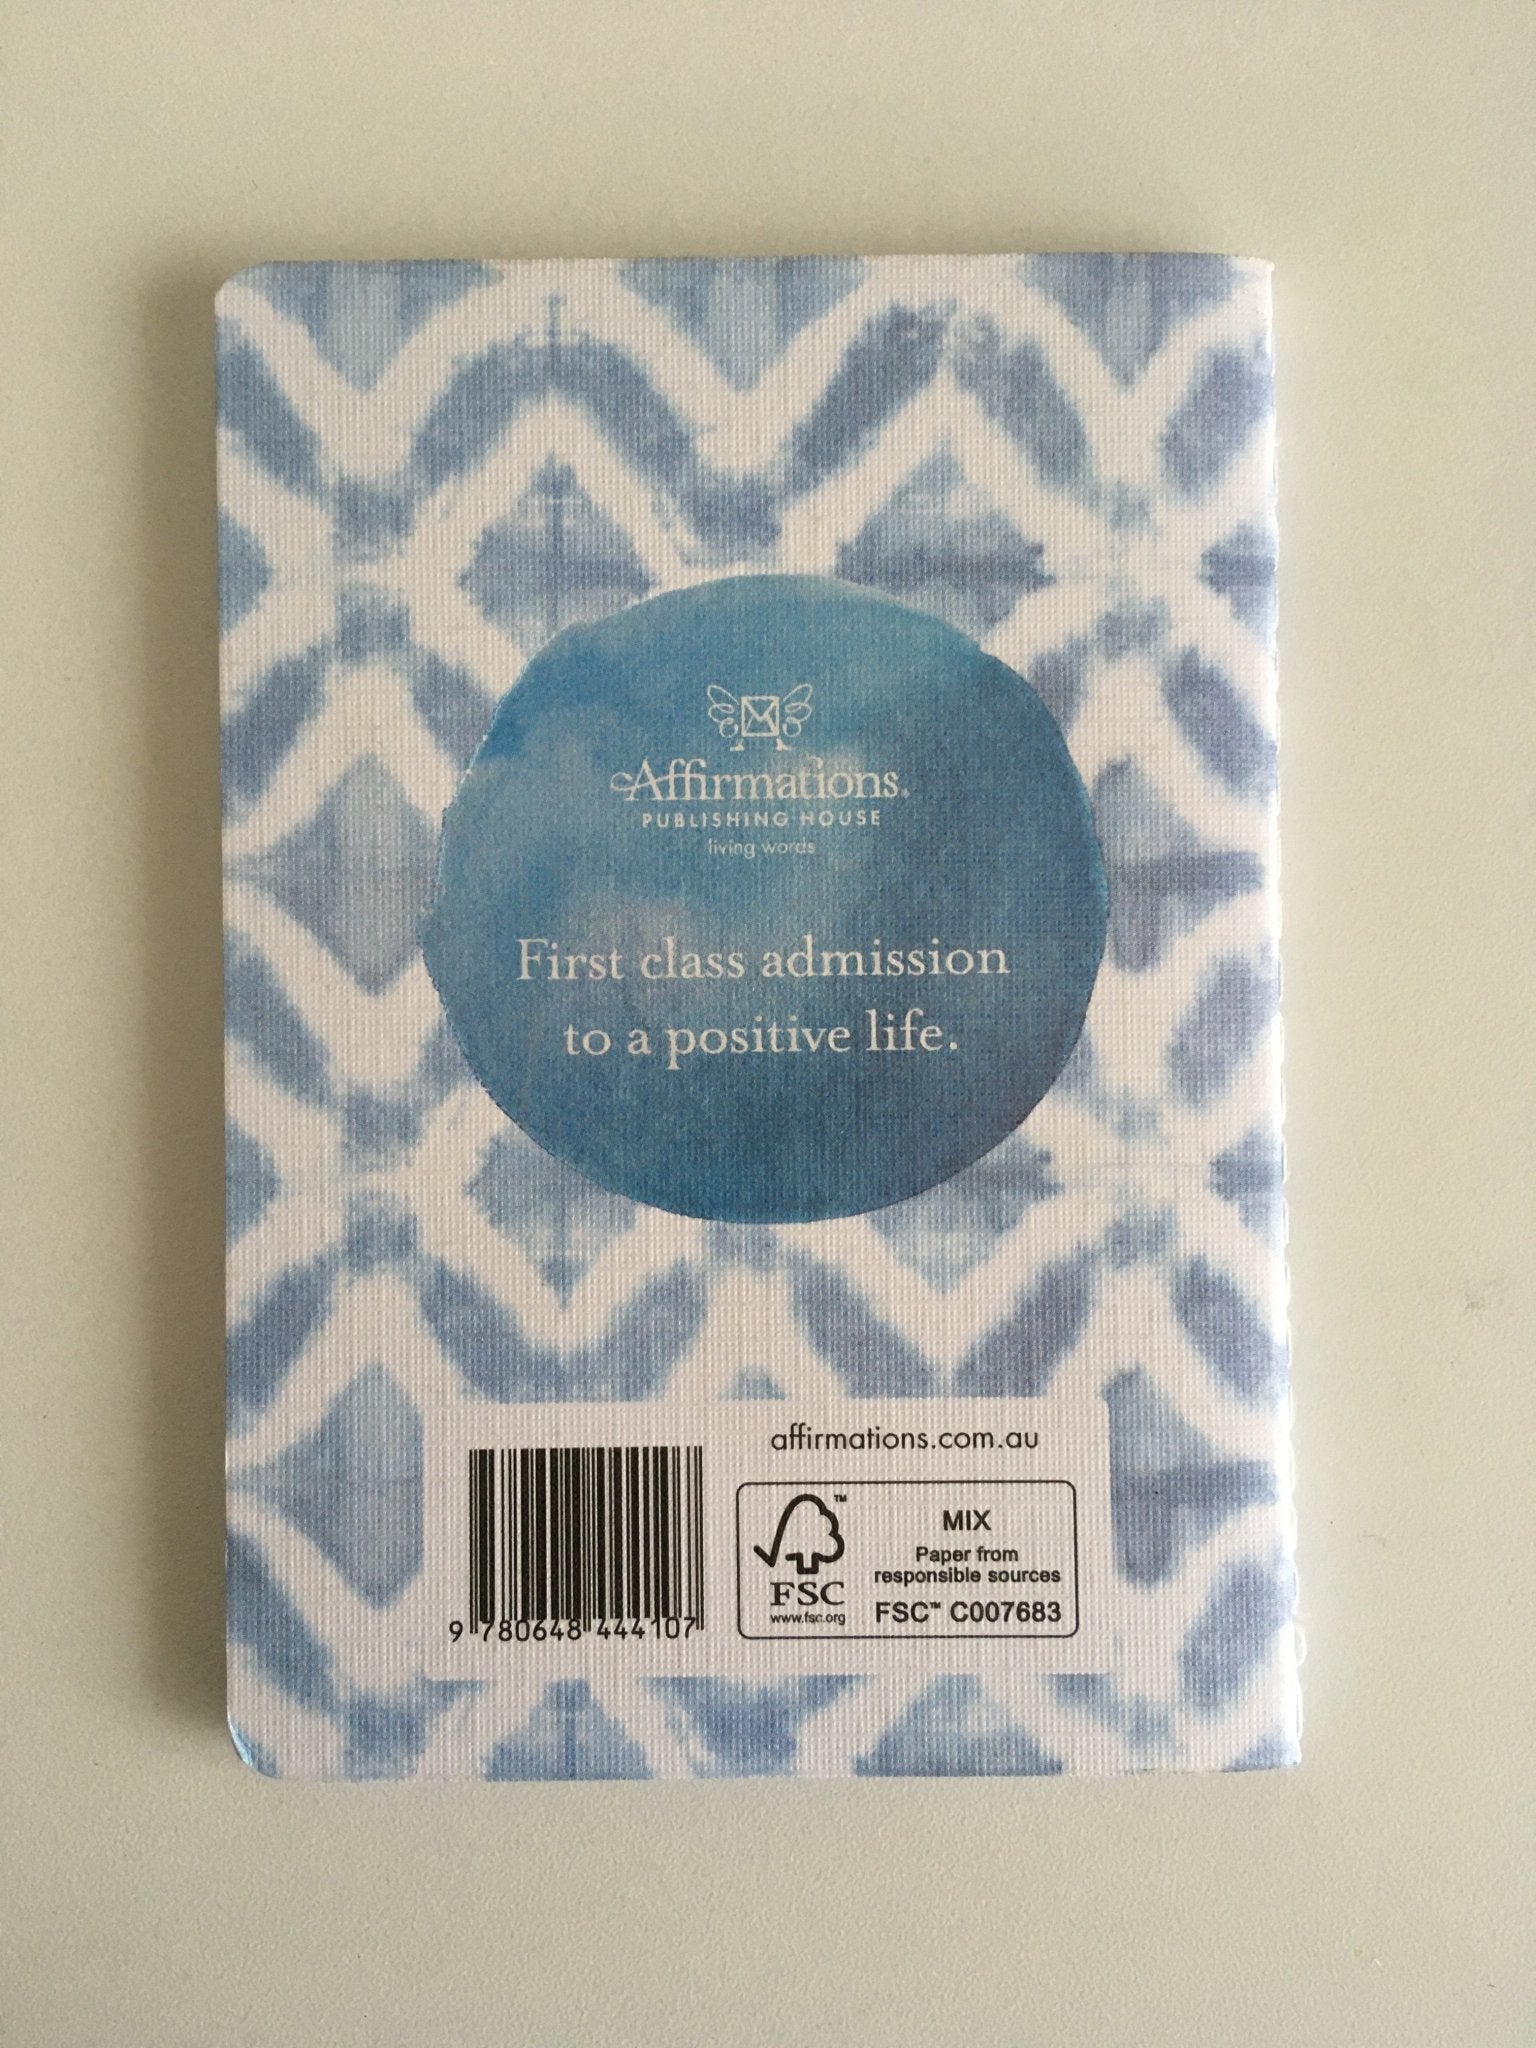 Affirmations®
PUBLISHING HOUSE
living words
First class admission
to a positive life.
affirmations.com.au
9 780648 444107
FSC
www.fsc.org
™
MIX
Paper from
responsible sources
FSC™ C007683